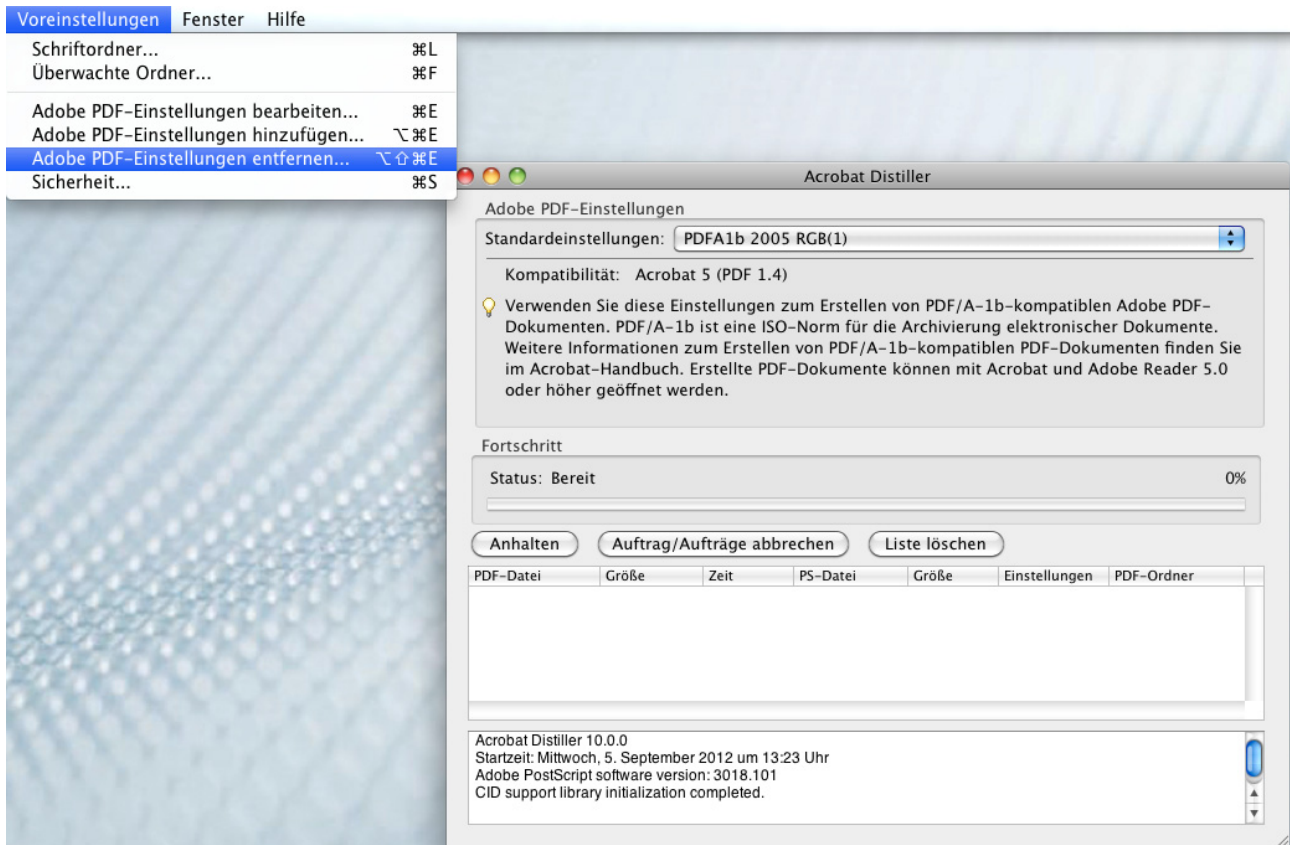 Voreinstellungen Fenster Hilfe
Schriftordner... ⌘L
Überwachte Ordner... ⌘F
Adobe PDF-Einstellungen bearbeiten... ⌘E
Adobe PDF-Einstellungen hinzufügen... ⌥⌘E
Adobe PDF-Einstellungen entfernen... ⌥⇧⌘E
Sicherheit... ⌘S
Acrobat Distiller
Adobe PDF-Einstellungen
Standardeinstellungen: PDFA1b 2005 RGB(1)
Kompatibilität: Acrobat 5 (PDF 1.4)
Verwenden Sie diese Einstellungen zum Erstellen von PDF/A-1b-kompatiblen Adobe PDF-
Dokumenten. PDF/A-1b ist eine ISO-Norm für die Archivierung elektronischer Dokumente.
Weitere Informationen zum Erstellen von PDF/A-1b-kompatiblen PDF-Dokumenten finden Sie
im Acrobat-Handbuch. Erstellte PDF-Dokumente können mit Acrobat und Adobe Reader 5.0
oder höher geöffnet werden.
Fortschritt
Status: Bereit 0%
Anhalten Auftrag/Aufträge abbrechen Liste löschen
PDF-Datei Größe Zeit PS-Datei Größe Einstellungen PDF-Ordner
Acrobat Distiller 10.0.0
Startzeit: Mittwoch, 5. September 2012 um 13:23 Uhr
Adobe PostScript software version: 3018.101
CID support library initialization completed.